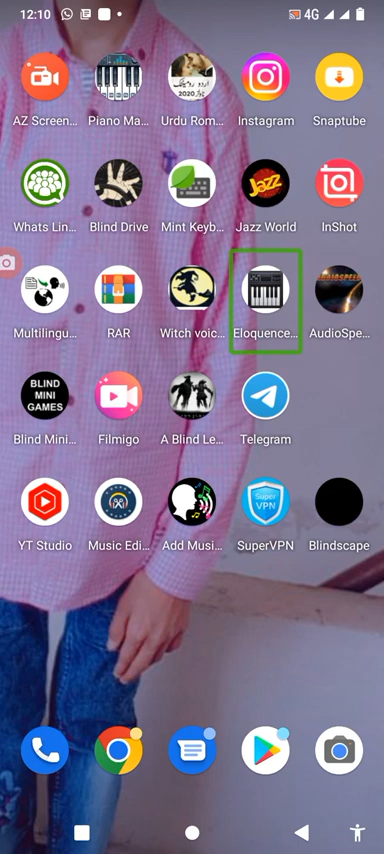 12:10 4G
AZ Screen... Piano Ma... Urdu Rom... Instagram Snaptube
Whats Lin... Blind Drive Mint Keyb... Jazz World InShot
Multilingu... RAR Witch voic... Eloquence... AudioSpe...
BLIND
MINI
GAMES
Blind Mini... Filmigo A Blind Le... Telegram
Super
VPN
YT Studio Music Edi... Add Musi... SuperVPN Blindscape